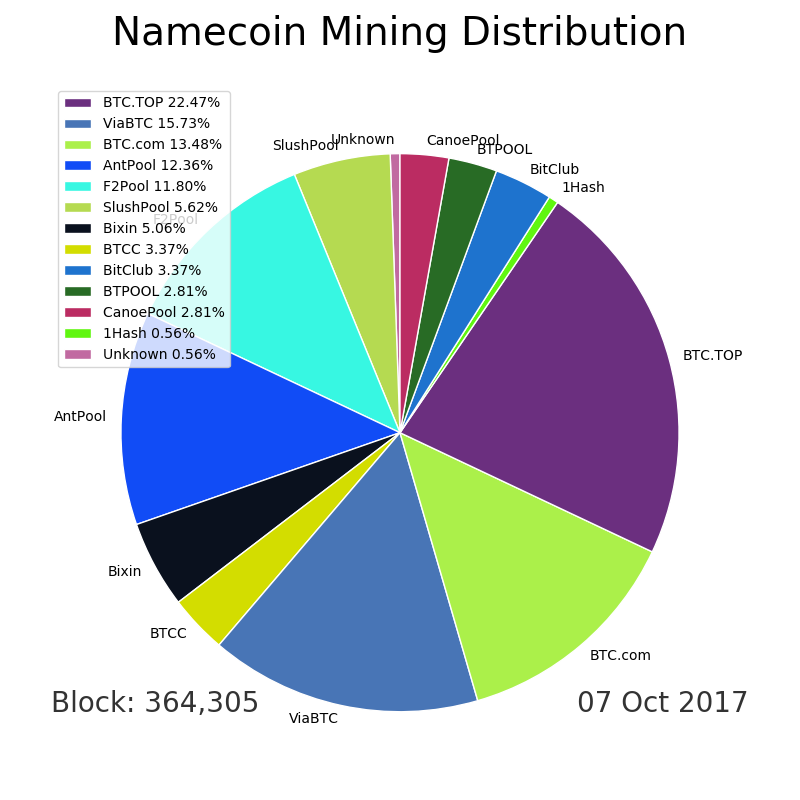 Namecoin Mining Distribution
BTC.TOP 22.47%
ViaBTC 15.73%
BTC.com 13.48%
AntPool 12.36%
F2Pool 11.80%
SlushPool 5.62%
Bixin 5.06%
BTCC 3.37%
BitClub 3.37%
BTPOOL 2.81%
CanoePool 2.81%
1Hash 0.56%
Unknown 0.56%
Unknown
CanoePool
SlushPool
BTPOOL
BitClub
1Hash
F2Pool
BTC.TOP
AntPool
Bixin
BTCC
BTC.com
ViaBTC
Block: 364,305
07 Oct 2017